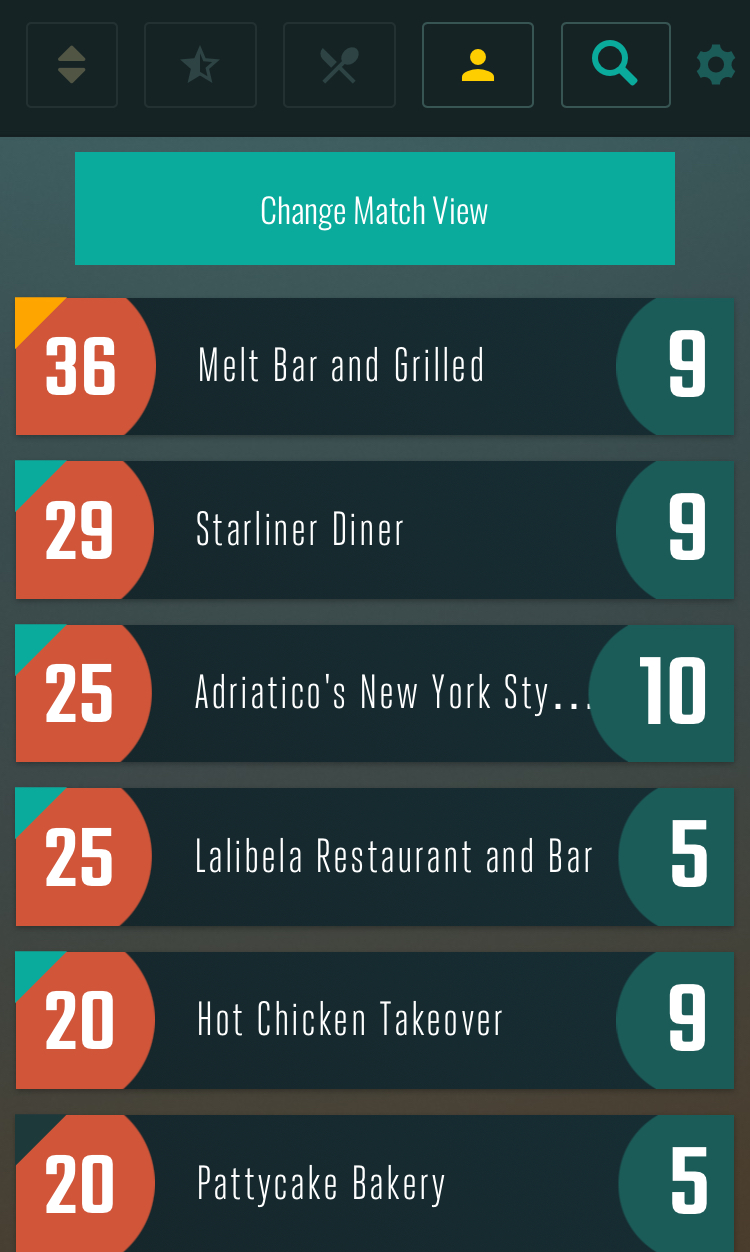 Change Match View
36 Melt Bar and Grilled 9
29 Starliner Diner 9
25 Adriatico's New York Sty... 10
25 Lalibela Restaurant and Bar 5
20 Hot Chicken Takeover 9
20 Pattycake Bakery 5